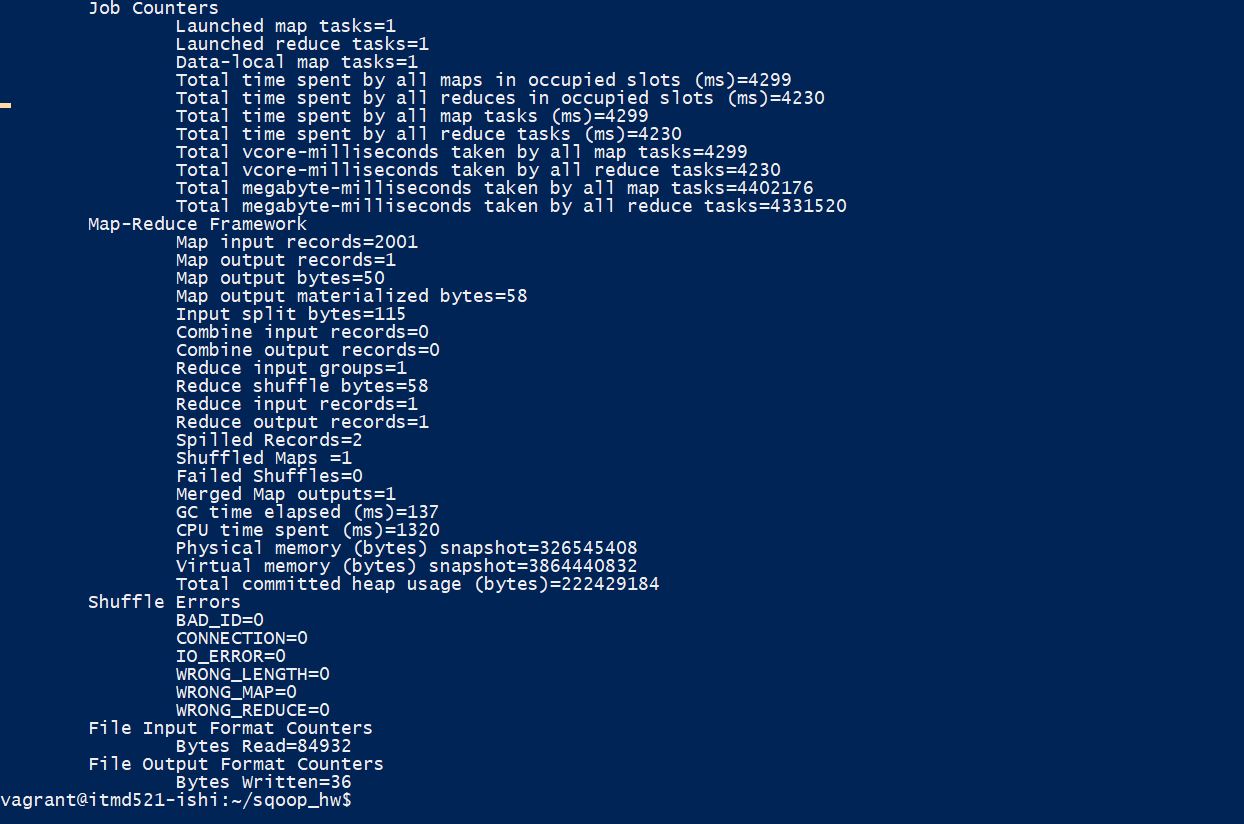 Job Counters
Launched map tasks=1
Launched reduce tasks=1
Data-local map tasks=1
Total time spent by all maps in occupied slots (ms)=4299
Total time spent by all reduces in occupied slots (ms)=4230
Total time spent by all map tasks (ms)=4299
Total time spent by all reduce tasks (ms)=4230
Total vcore-milliseconds taken by all map tasks=4299
Total vcore-milliseconds taken by all reduce tasks=4230
Total megabyte-milliseconds taken by all map tasks=4402176
Total megabyte-milliseconds taken by all reduce tasks=4331520
Map-Reduce Framework
Map input records=2001
Map output records=1
Map output bytes=50
Map output materialized bytes=58
Input split bytes=115
Combine input records=0
Combine output records=0
Reduce input groups=1
Reduce shuffle bytes=58
Reduce input records=1
Reduce output records=1
Spilled Records=2
Shuffled Maps =1
Failed Shuffles=0
Merged Map outputs=1
GC time elapsed (ms)=137
CPU time spent (ms)=1320
Physical memory (bytes) snapshot=326545408
Virtual memory (bytes) snapshot=3864440832
Total committed heap usage (bytes)=222429184
Shuffle Errors
BAD_ID=0
CONNECTION=0
IO_ERROR=0
WRONG_LENGTH=0
WRONG_MAP=0
WRONG_REDUCE=0
File Input Format Counters
Bytes Read=84932
File Output Format Counters
Bytes Written=36
vagrant@itmd521-ishi:~/sqoop_hw$